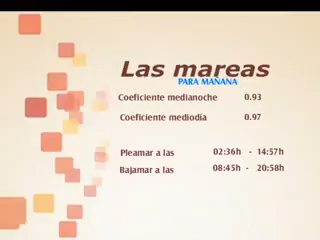 Las mareas
PARA MAÑANA
Coeficiente medianoche 0.93
Coeficiente mediodía 0.97
Pleamar a las 02:36h - 14:57h
Bajamar a las 08:45h - 20:58h